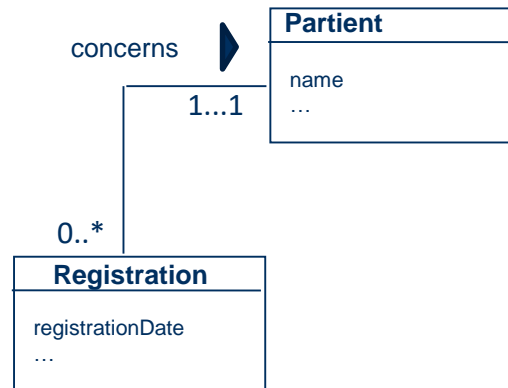 Partient
concerns
name
…
1...1
0..*
Registration
registrationDate
…